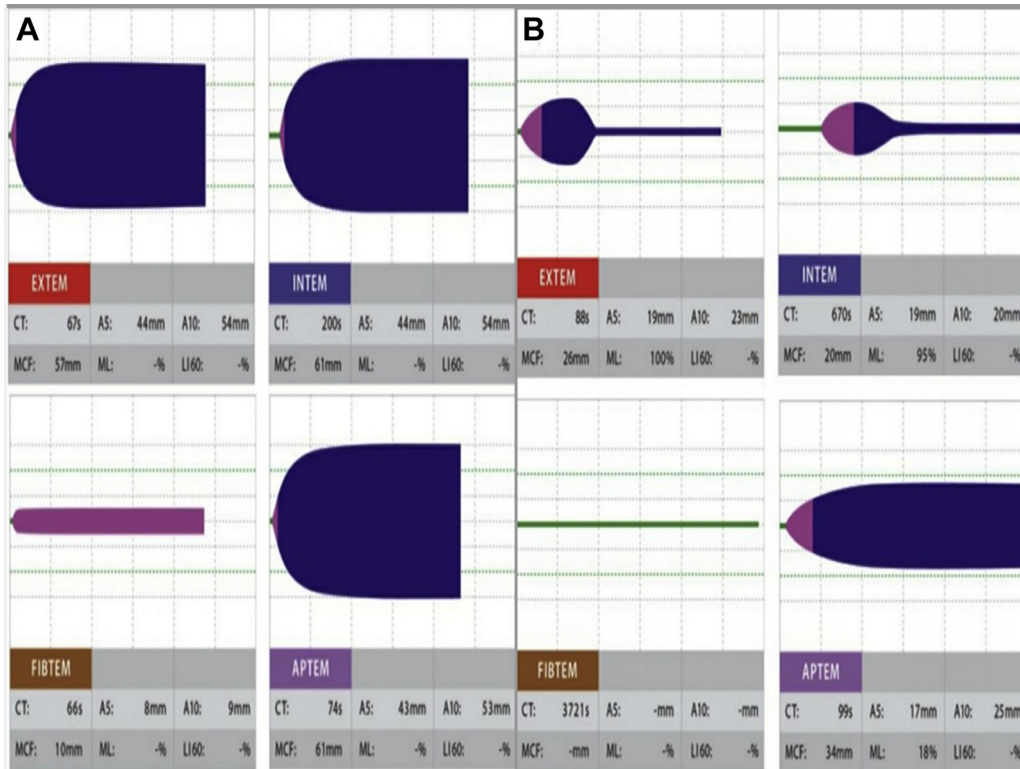 A
B
EXTEM
CT: 67s A5: 44mm A10: 54mm
MCF: 57mm ML: -% LI60: -%
INTEM
CT: 200s A5: 44mm A10: 54mm
MCF: 61mm ML: -% LI60: -%
EXTEM
CT: 88s A5: 19mm A10: 23mm
MCF: 26mm ML: 100% LI60: -%
INTEM
CT: 670s A5: 19mm A10: 20mm
MCF: 20mm ML: 95% LI60: -%
FIBTEM
CT: 66s A5: 8mm A10: 9mm
MCF: 10mm ML: -% LI60: -%
APTEM
CT: 74s A5: 43mm A10: 53mm
MCF: 61mm ML: -% LI60: -%
FIBTEM
CT: 3721s A5: -mm A10: -mm
MCF: -mm ML: -% LI60: -%
APTEM
CT: 99s A5: 17mm A10: 25mm
MCF: 34mm ML: 18% LI60: -%